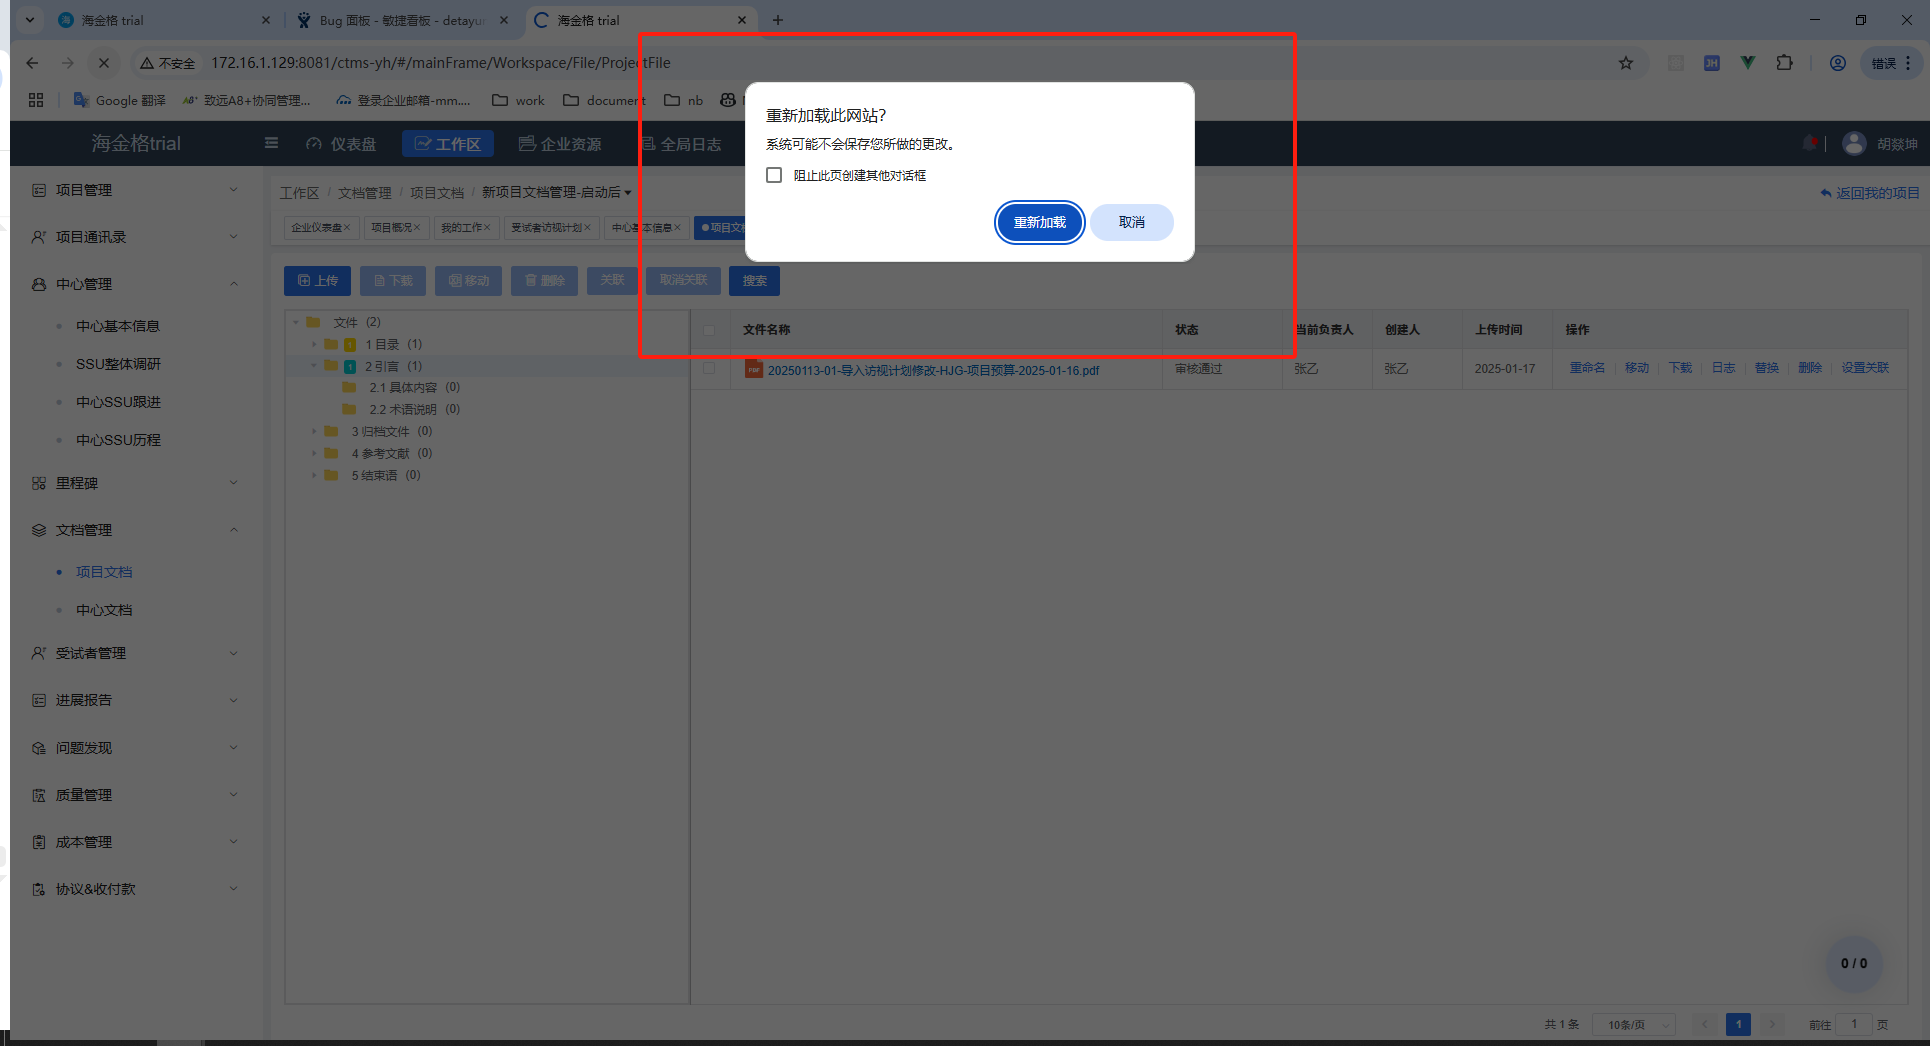 海金格 trial
Bug 面板 - 敏捷看板 - detayun
海金格 trial
不安全 172.16.1.129:8081/ctms-yh/#/mainFrame/Workspace/File/ProjectFile
错误
Google 翻译 致远A8+协同管理... 登录企业邮箱-mm.... work document nb
海金格trial 仪表盘 工作区 企业资源 全局日志 胡燚坤
重新加载此网站?
系统可能不会保存您所做的更改。
阻止此页创建其他对话框
重新加载 取消
项目管理
项目通讯录
中心管理
中心基本信息
SSU整体调研
中心SSU跟进
中心SSU历程
里程碑
文档管理
项目文档
中心文档
受试者管理
进展报告
问题发现
质量管理
成本管理
协议&收付款
工作区 / 文档管理 / 项目文档 / 新项目文档管理-启动后
返回我的项目
企业仪表盘× 项目概况× 我的工作× 受试者访视计划× 中心基本信息× 项目文档
上传 下载 移动 删除 关联 取消关联 搜索
文件 (2)
1 1 目录 (1)
1 2 引言 (1)
2.1 具体内容 (0)
2.2 术语说明 (0)
3 归档文件 (0)
4 参考文献 (0)
5 结束语 (0)
文件名称 状态 当前负责人 创建人 上传时间 操作
PDF 20250113-01-导入访视计划修改-HJG-项目预算-2025-01-16.pdf 审核通过 张乙 张乙 2025-01-17 重命名 移动 下载 日志 替换 删除 设置关联
0 / 0
共 1 条 10条/页 1 前往 1 页